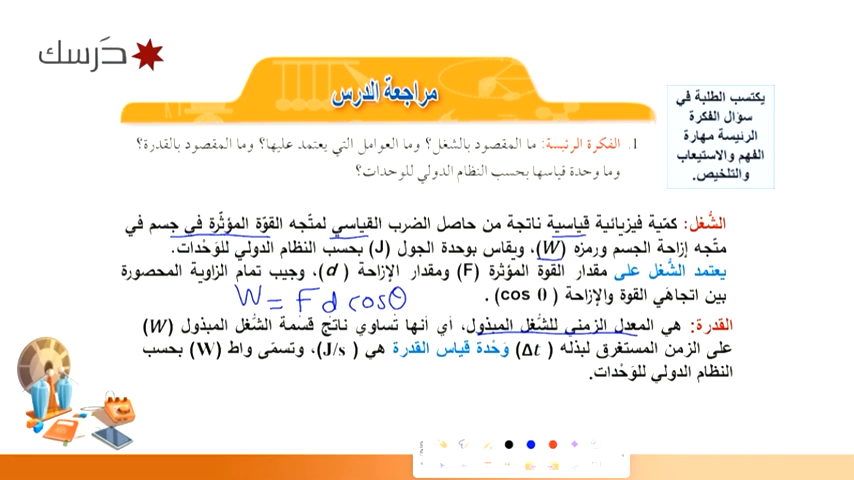 حَرسك
مراجعة الدرس
يكتسب الطلبة في
سؤال الفكرة
الرئيسة مهارة
الفهم والاستيعاب
والتلخيص.
1. الفكرة الرئيسة: ما المقصود بالشغل؟ وما العوامل التي يعتمد عليها؟ وما المقصود بالقدرة؟
وما وحدة قياسها بحسب النظام الدولي للوحدات؟
الشُّغل: كمّية فيزيائية قياسية ناتجة من حاصل الضرب القياسي لمتجه القوّة المؤثّرة في جسم في
متّجه إزاحة الجسم ورمزه (W)، ويقاس بوحدة الجول (J) بحسب النظام الدولي للوَحْدات.
يعتمد الشُّغل على مقدار القوة المؤثرة (F) ومقدار الإزاحة (d)، وجيب تمام الزاوية المحصورة
بين اتجاهَي القوة والإزاحة (cos θ).
W = F d cosθ
القدرة: هي المعدل الزمني للشُّغل المبذول، أي أنها تساوي ناتج قسمة الشُّغل المبذول (W)
على الزمن المستغرق لبذله (Δt) وَحْدة قياس القدرة هي (J/s)، وتسمّى واط (W) بحسب
النظام الدولي للوَحْدات.